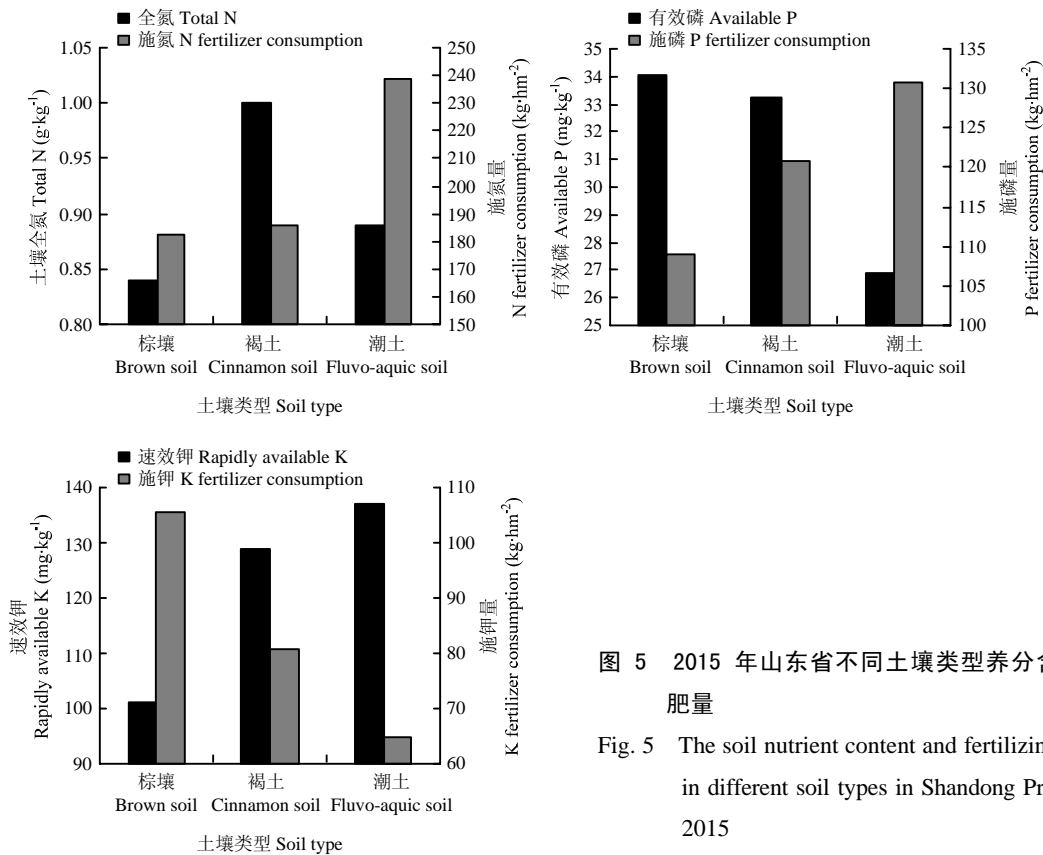 全氮 Total N
施氮 N fertilizer consumption
土壤全氮 Total N (g·kg⁻¹)
1.05
1.00
0.95
0.90
0.85
0.80
250
240
230
220
210
200
190
180
170
160
150
施氮量
N fertilizer consumption (kg·hm⁻²)
棕壤 褐土 潮土
Brown soil Cinnamon soil Fluvo-aquic soil
土壤类型 Soil type
有效磷 Available P
施磷 P fertilizer consumption
有效磷 Available P (mg·kg⁻¹)
35
34
33
32
31
30
29
28
27
26
25
135
130
125
120
115
110
105
100
施磷量
P fertilizer consumption (kg·hm⁻²)
棕壤 褐土 潮土
Brown soil Cinnamon soil Fluvo-aquic soil
土壤类型 Soil type
速效钾 Rapidly available K
施钾 K fertilizer consumption
速效钾
Rapidly available K (mg·kg⁻¹)
140
130
120
110
100
90
110
100
90
80
70
60
施钾量
K fertilizer consumption (kg·hm⁻²)
棕壤 褐土 潮土
Brown soil Cinnamon soil Fluvo-aquic soil
土壤类型 Soil type
图 5 2015 年山东省不同土壤类型养分
肥量
Fig. 5 The soil nutrient content and
in different soil types in Shandong
2015